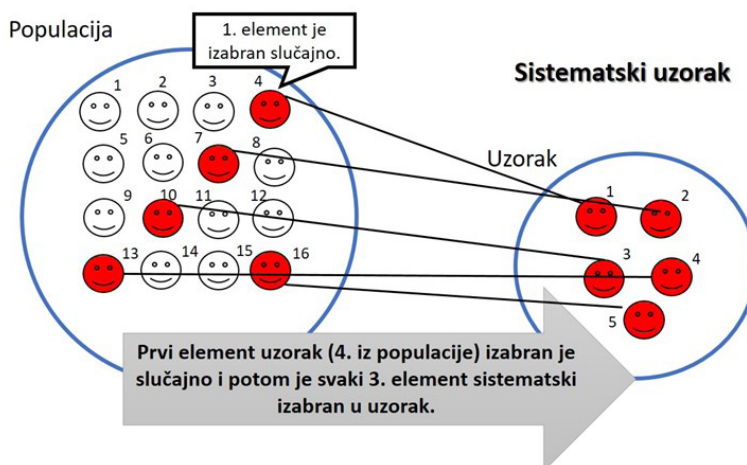 Populacija
1. element je
izabran slučajno.
Sistematski uzorak
1 2 3 4
5 6 7 8
9 10 11 12
13 14 15 16
Uzorak
1 2
3 4
5
Prvi element uzorak (4. iz populacije) izabran je
slučajno i potom je svaki 3. element sistematski
izabran u uzorak.